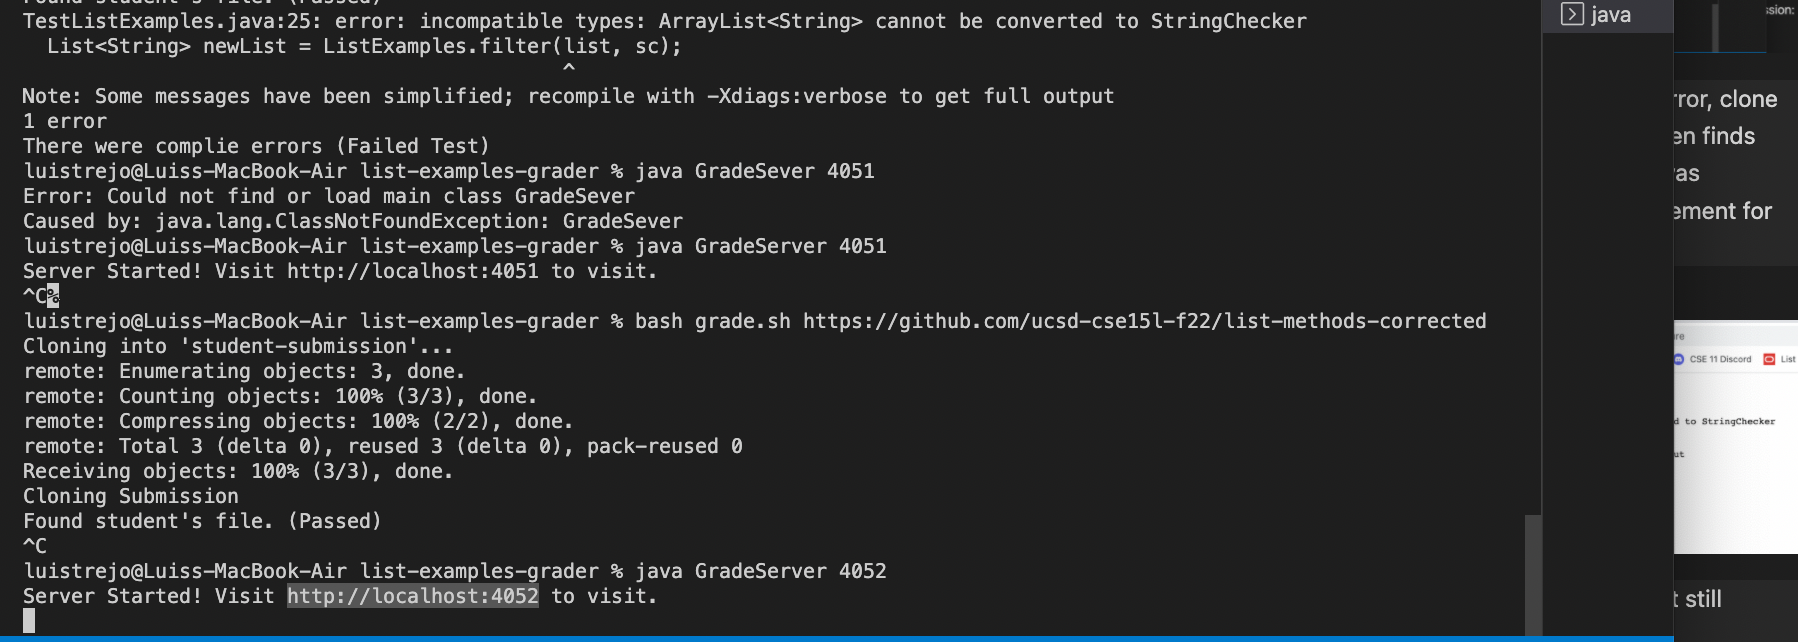 Found student's file. (Passed)
TestListExamples.java:25: error: incompatible types: ArrayList<String> cannot be converted to StringChecker
  List<String> newList = ListExamples.filter(list, sc);
                                             ^
Note: Some messages have been simplified; recompile with -Xdiags:verbose to get full output
1 error
There were complie errors (Failed Test)
luistrejo@Luiss-MacBook-Air list-examples-grader % java GradeSever 4051
Error: Could not find or load main class GradeSever
Caused by: java.lang.ClassNotFoundException: GradeSever
luistrejo@Luiss-MacBook-Air list-examples-grader % java GradeServer 4051
Server Started! Visit http://localhost:4051 to visit.
^C%
luistrejo@Luiss-MacBook-Air list-examples-grader % bash grade.sh https://github.com/ucsd-cse15l-f22/list-methods-corrected
Cloning into 'student-submission'...
remote: Enumerating objects: 3, done.
remote: Counting objects: 100% (3/3), done.
remote: Compressing objects: 100% (2/2), done.
remote: Total 3 (delta 0), reused 3 (delta 0), pack-reused 0
Receiving objects: 100% (3/3), done.
Cloning Submission
Found student's file. (Passed)
^C
luistrejo@Luiss-MacBook-Air list-examples-grader % java GradeServer 4052
Server Started! Visit http://localhost:4052 to visit.
java
ssion:
rror, clone
en finds
as
ement for
re
CSE 11 Discord
List
d to StringChecker
ut
t still